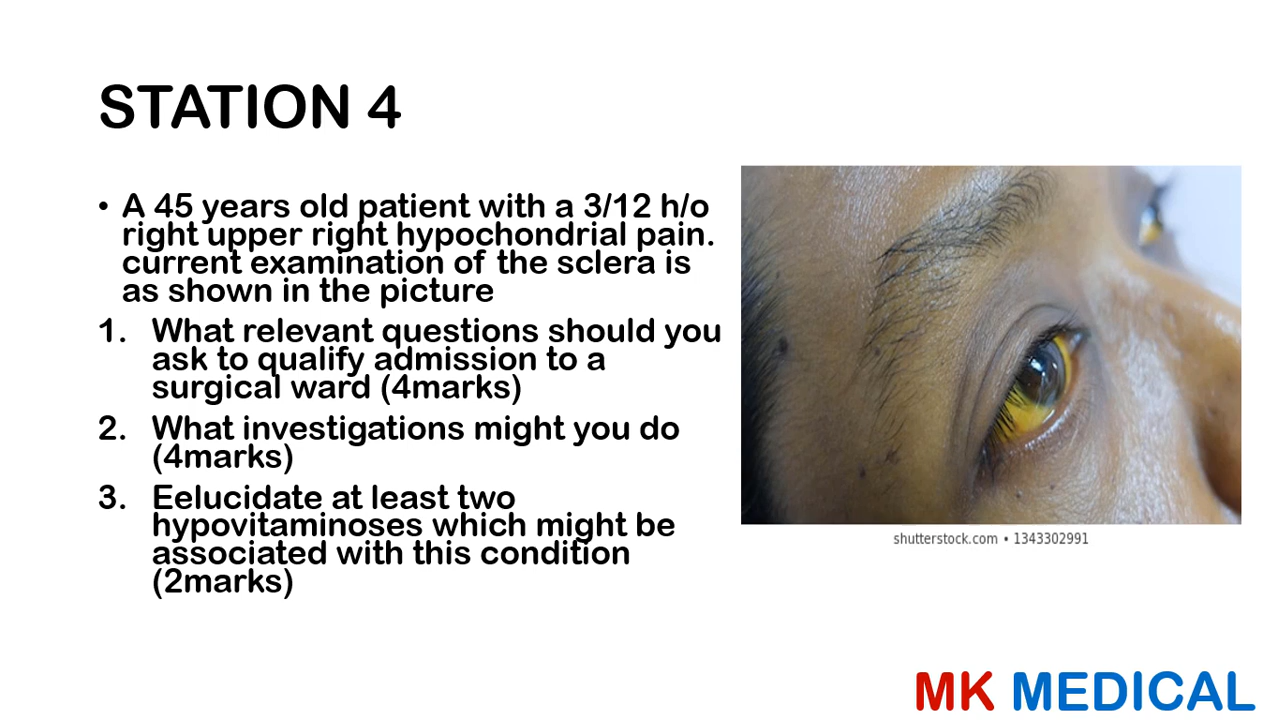 STATION 4
• A 45 years old patient with a 3/12 h/o
right upper right hypochondrial pain.
current examination of the sclera is
as shown in the picture
1. What relevant questions should you
ask to qualify admission to a
surgical ward (4marks)
2. What investigations might you do
(4marks)
3. Eelucidate at least two
hypovitaminoses which might be
associated with this condition
(2marks)
shutterstock.com • 1343302991
MK MEDICAL